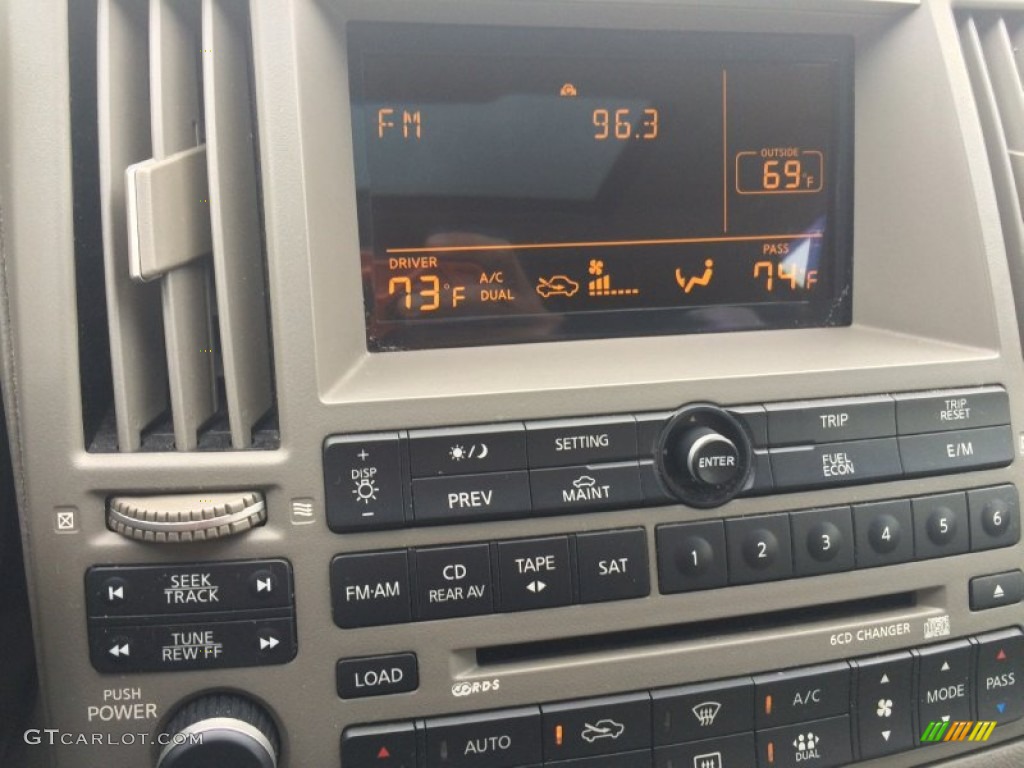 FM 96.3
OUTSIDE
69°F
DRIVER
73°F
A/C
DUAL
PASS
74°F
+
DISP
-
SETTING
PREV
MAINT
ENTER
TRIP
TRIP
RESET
FUEL
ECON
E/M
FM·AM
CD
REAR AV
TAPE
SAT
1 2 3 4 5 6
SEEK
TRACK
TUNE
REW·FF
LOAD
RDS
6CD CHANGER
PUSH
POWER
AUTO
A/C
DUAL
MODE
PASS
GTCARLOT.COM